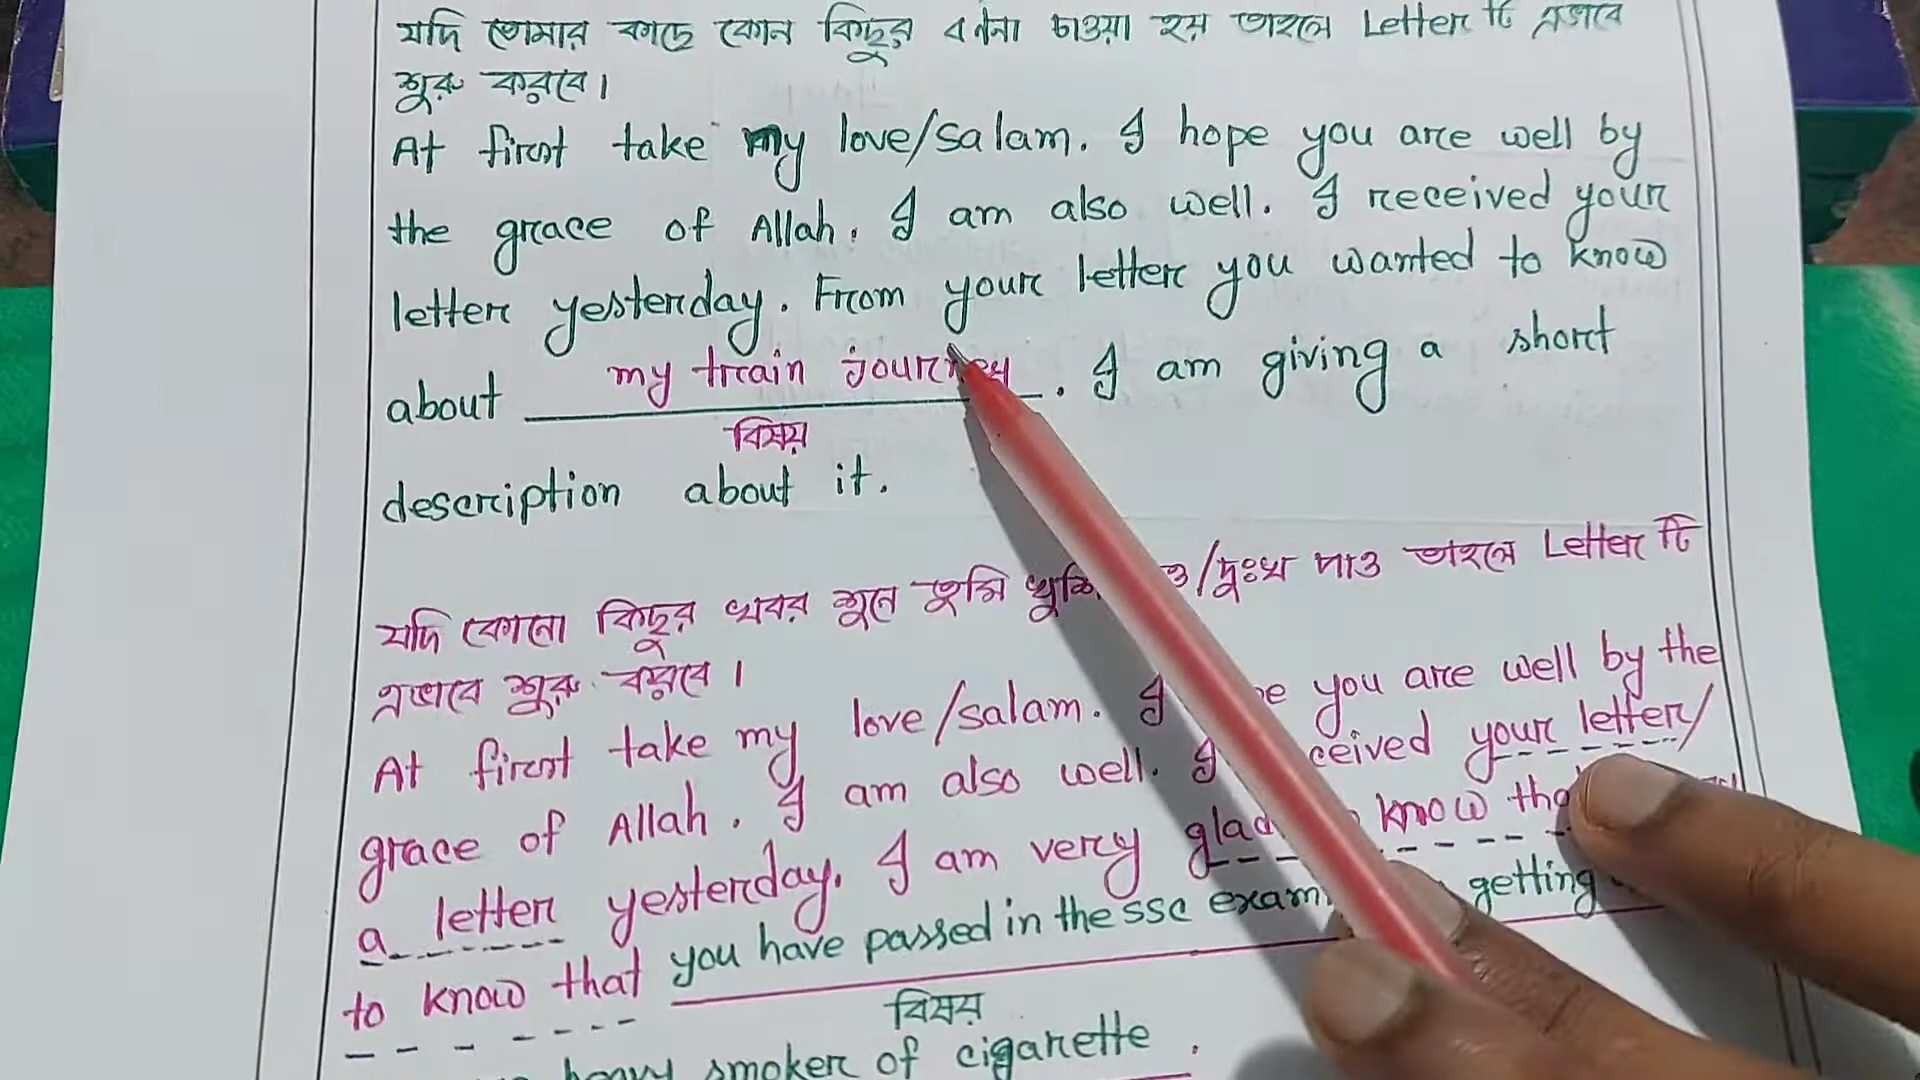 যদি তোমার কাছে কোন কিছুর বর্ননা চাওয়া হয় তাহলে Letter টি এভাবে
শুরু করবে।
At first take my love/salam. I hope you are well by
the grace of Allah. I am also well. I received your
letter yesterday. From your letter you wanted to know
about my train journey. I am giving a short
বিষয়
description about it.
যদি কোনো কিছুর খবর শুনে তুমি ও/দুঃখ পাও তাহলে Letter টি
এভাবে শুরু করবে।
At first take my love/salam. I you are well by the
grace of Allah. I am also well. I your letter/
a letter yesterday. I am very know
to know that you have passed in the SSC exam getting
বিষয়
heavy smoker of cigarette.